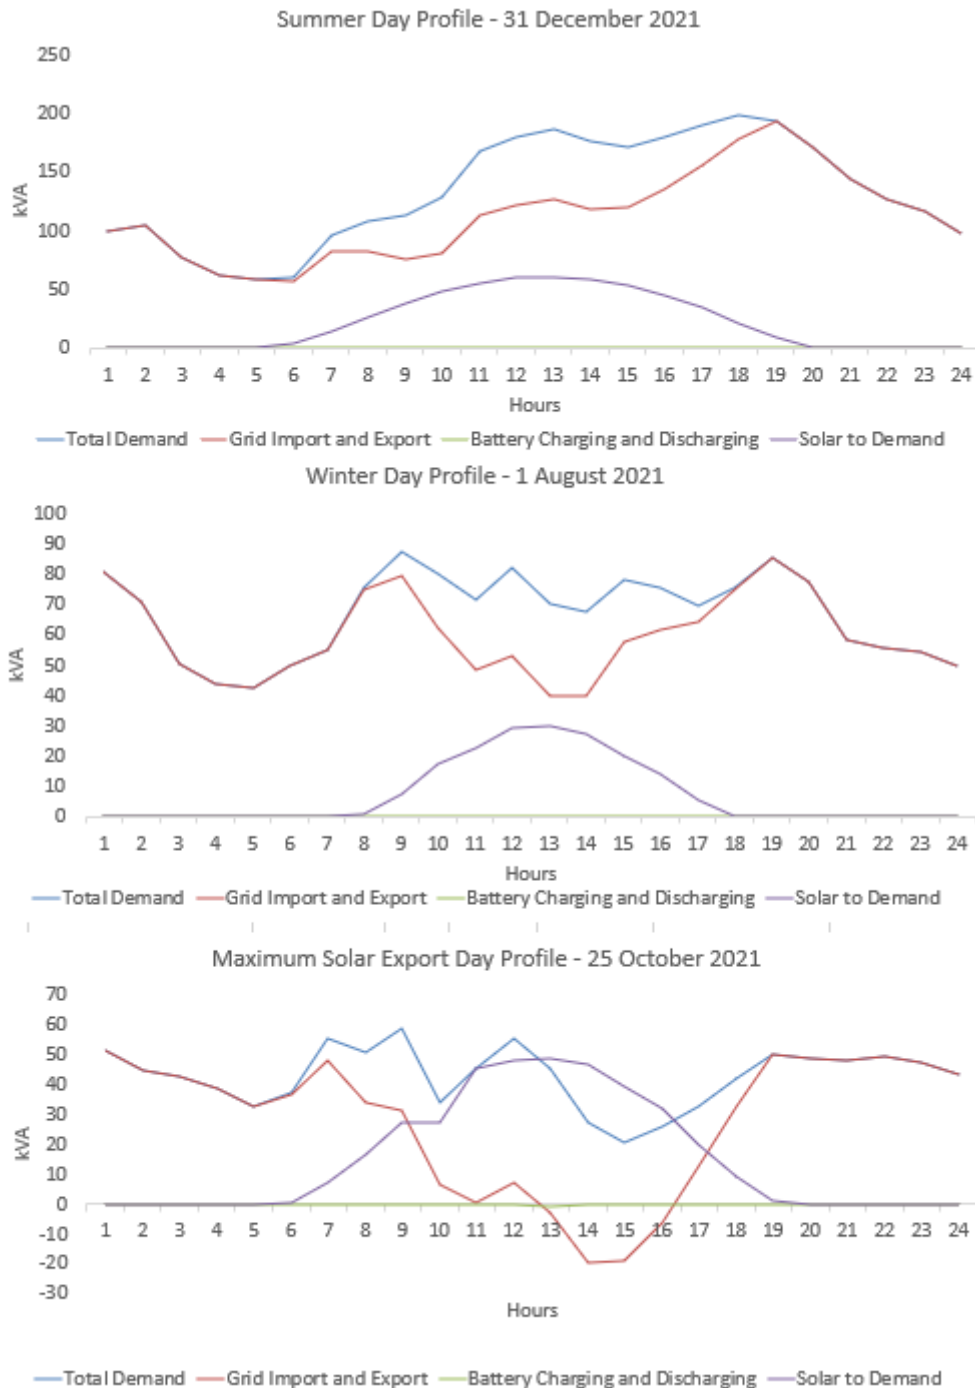 Summer Day Profile - 31 December 2021
250
200
150
100
50
0
kVA
1 2 3 4 5 6 7 8 9 10 11 12 13 14 15 16 17 18 19 20 21 22 23 24
Hours
Total Demand Grid Import and Export Battery Charging and Discharging Solar to Demand
Winter Day Profile - 1 August 2021
100
90
80
70
60
50
40
30
20
10
0
kVA
1 2 3 4 5 6 7 8 9 10 11 12 13 14 15 16 17 18 19 20 21 22 23 24
Hours
Total Demand Grid Import and Export Battery Charging and Discharging Solar to Demand
Maximum Solar Export Day Profile - 25 October 2021
70
60
50
40
30
20
10
0
-10
-20
-30
kVA
1 2 3 4 5 6 7 8 9 10 11 12 13 14 15 16 17 18 19 20 21 22 23 24
Hours
Total Demand Grid Import and Export Battery Charging and Discharging Solar to Demand